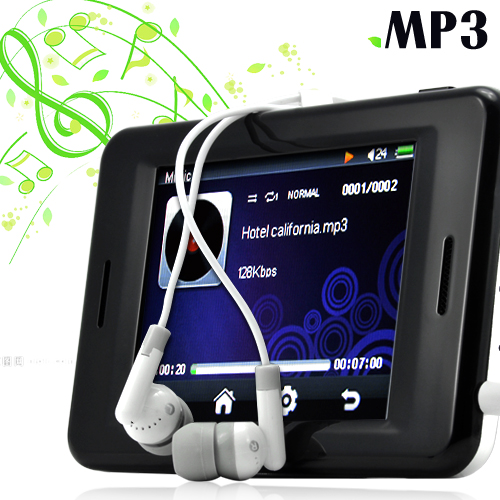 MP3
Music
24
NORMAL 0001/0002
Hotel california.mp3
128Kbps
00:20 00:07:00